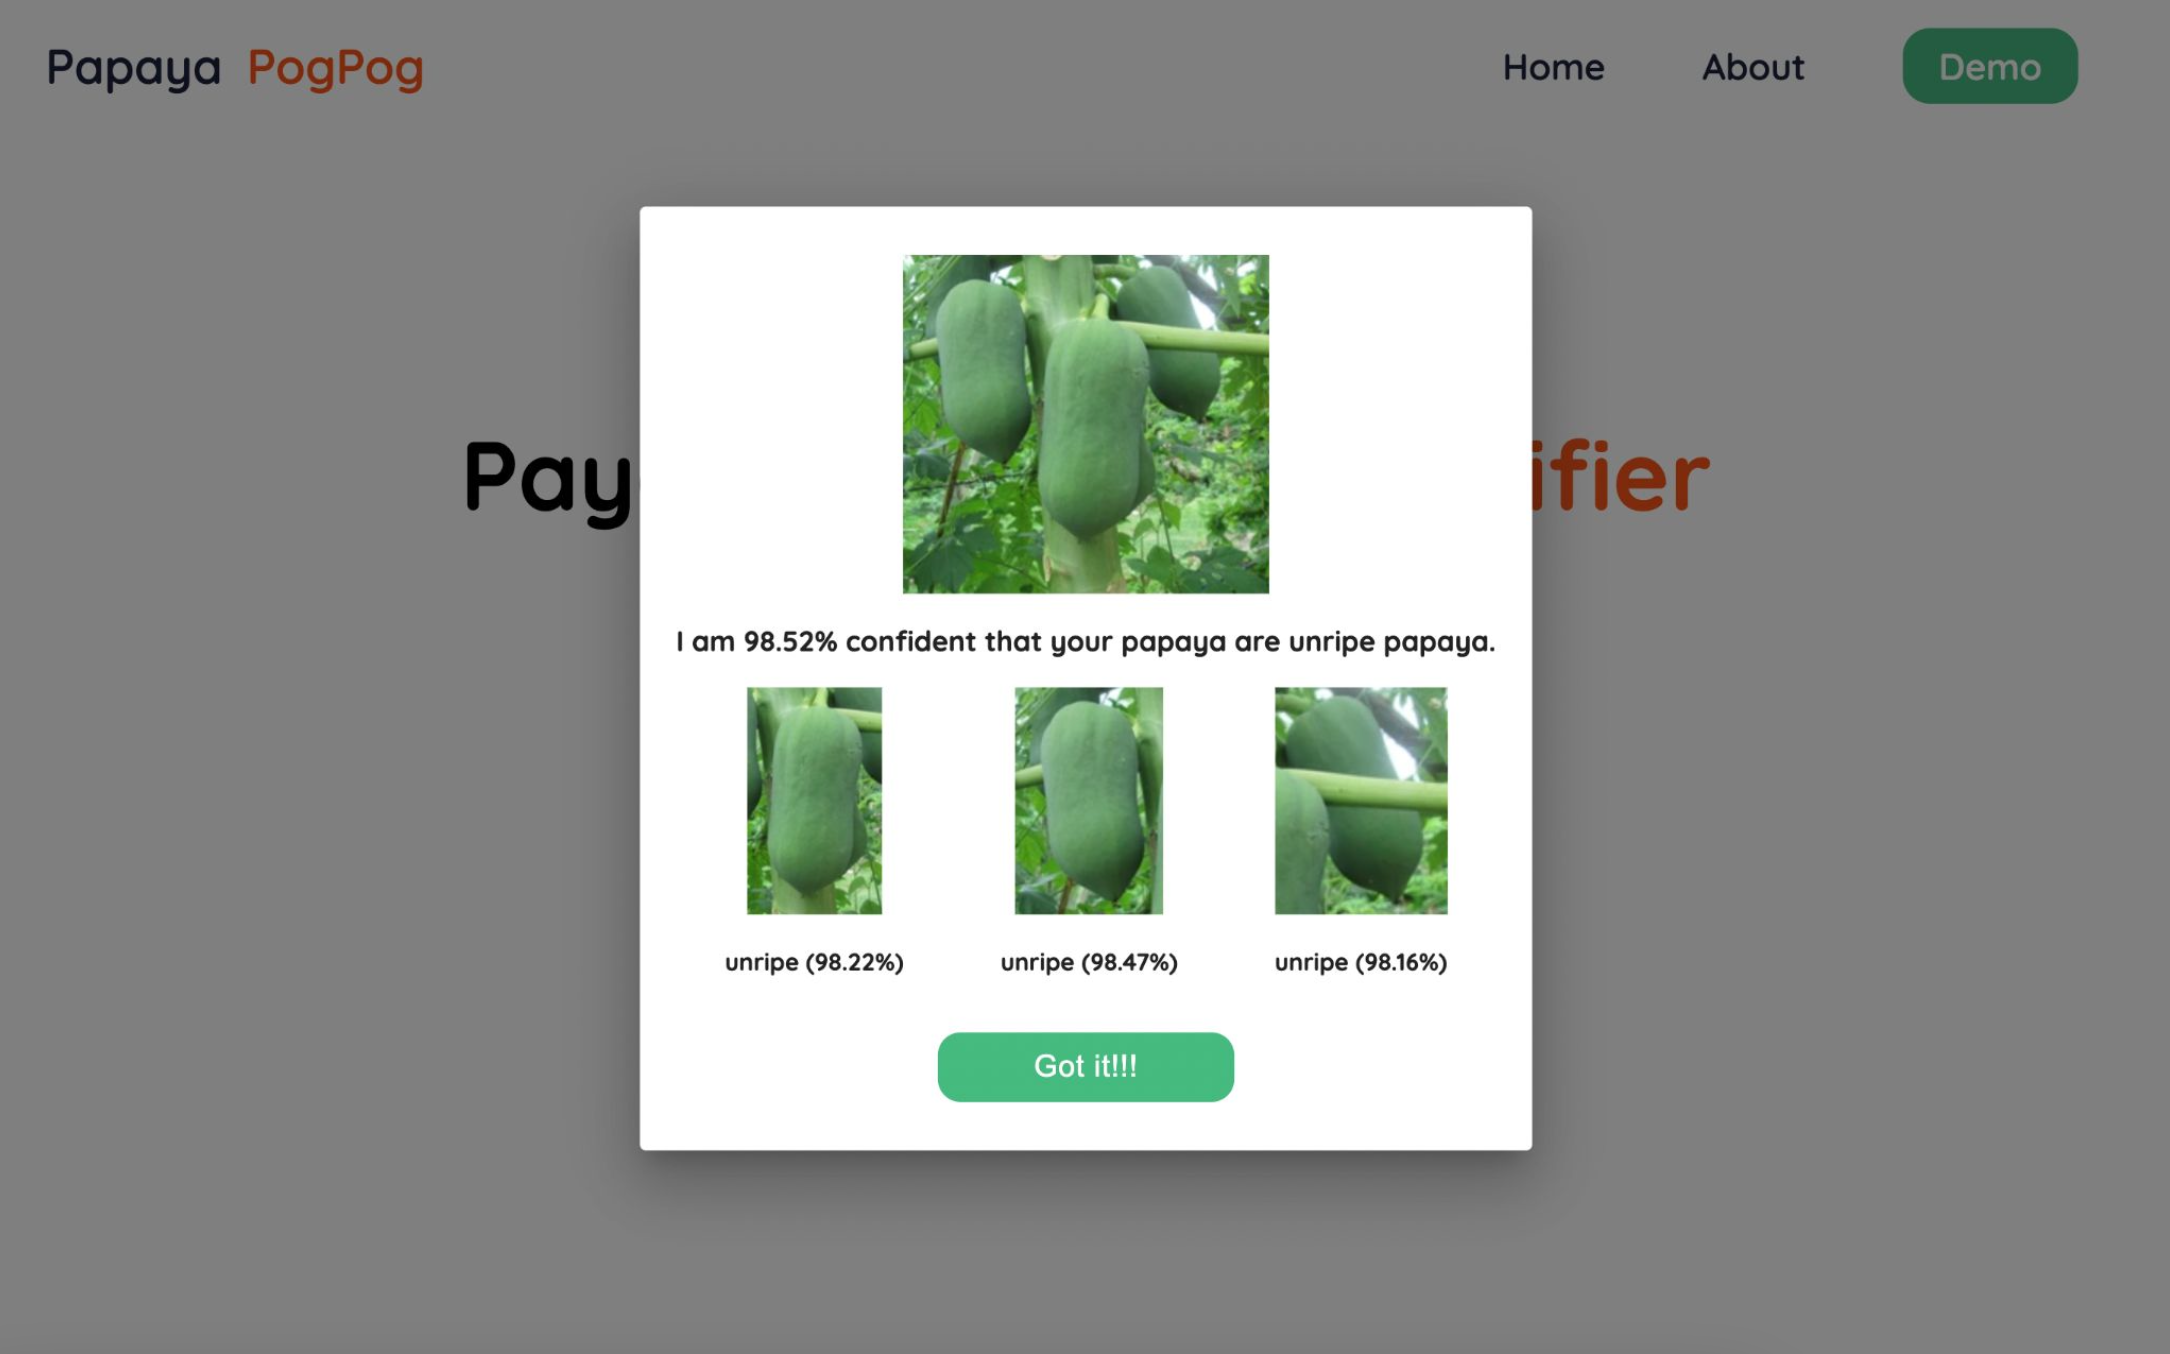 Papaya PogPog
Home
About
Demo
Pay
ifier
I am 98.52% confident that your papaya are unripe papaya.
unripe (98.22%)
unripe (98.47%)
unripe (98.16%)
Got it!!!